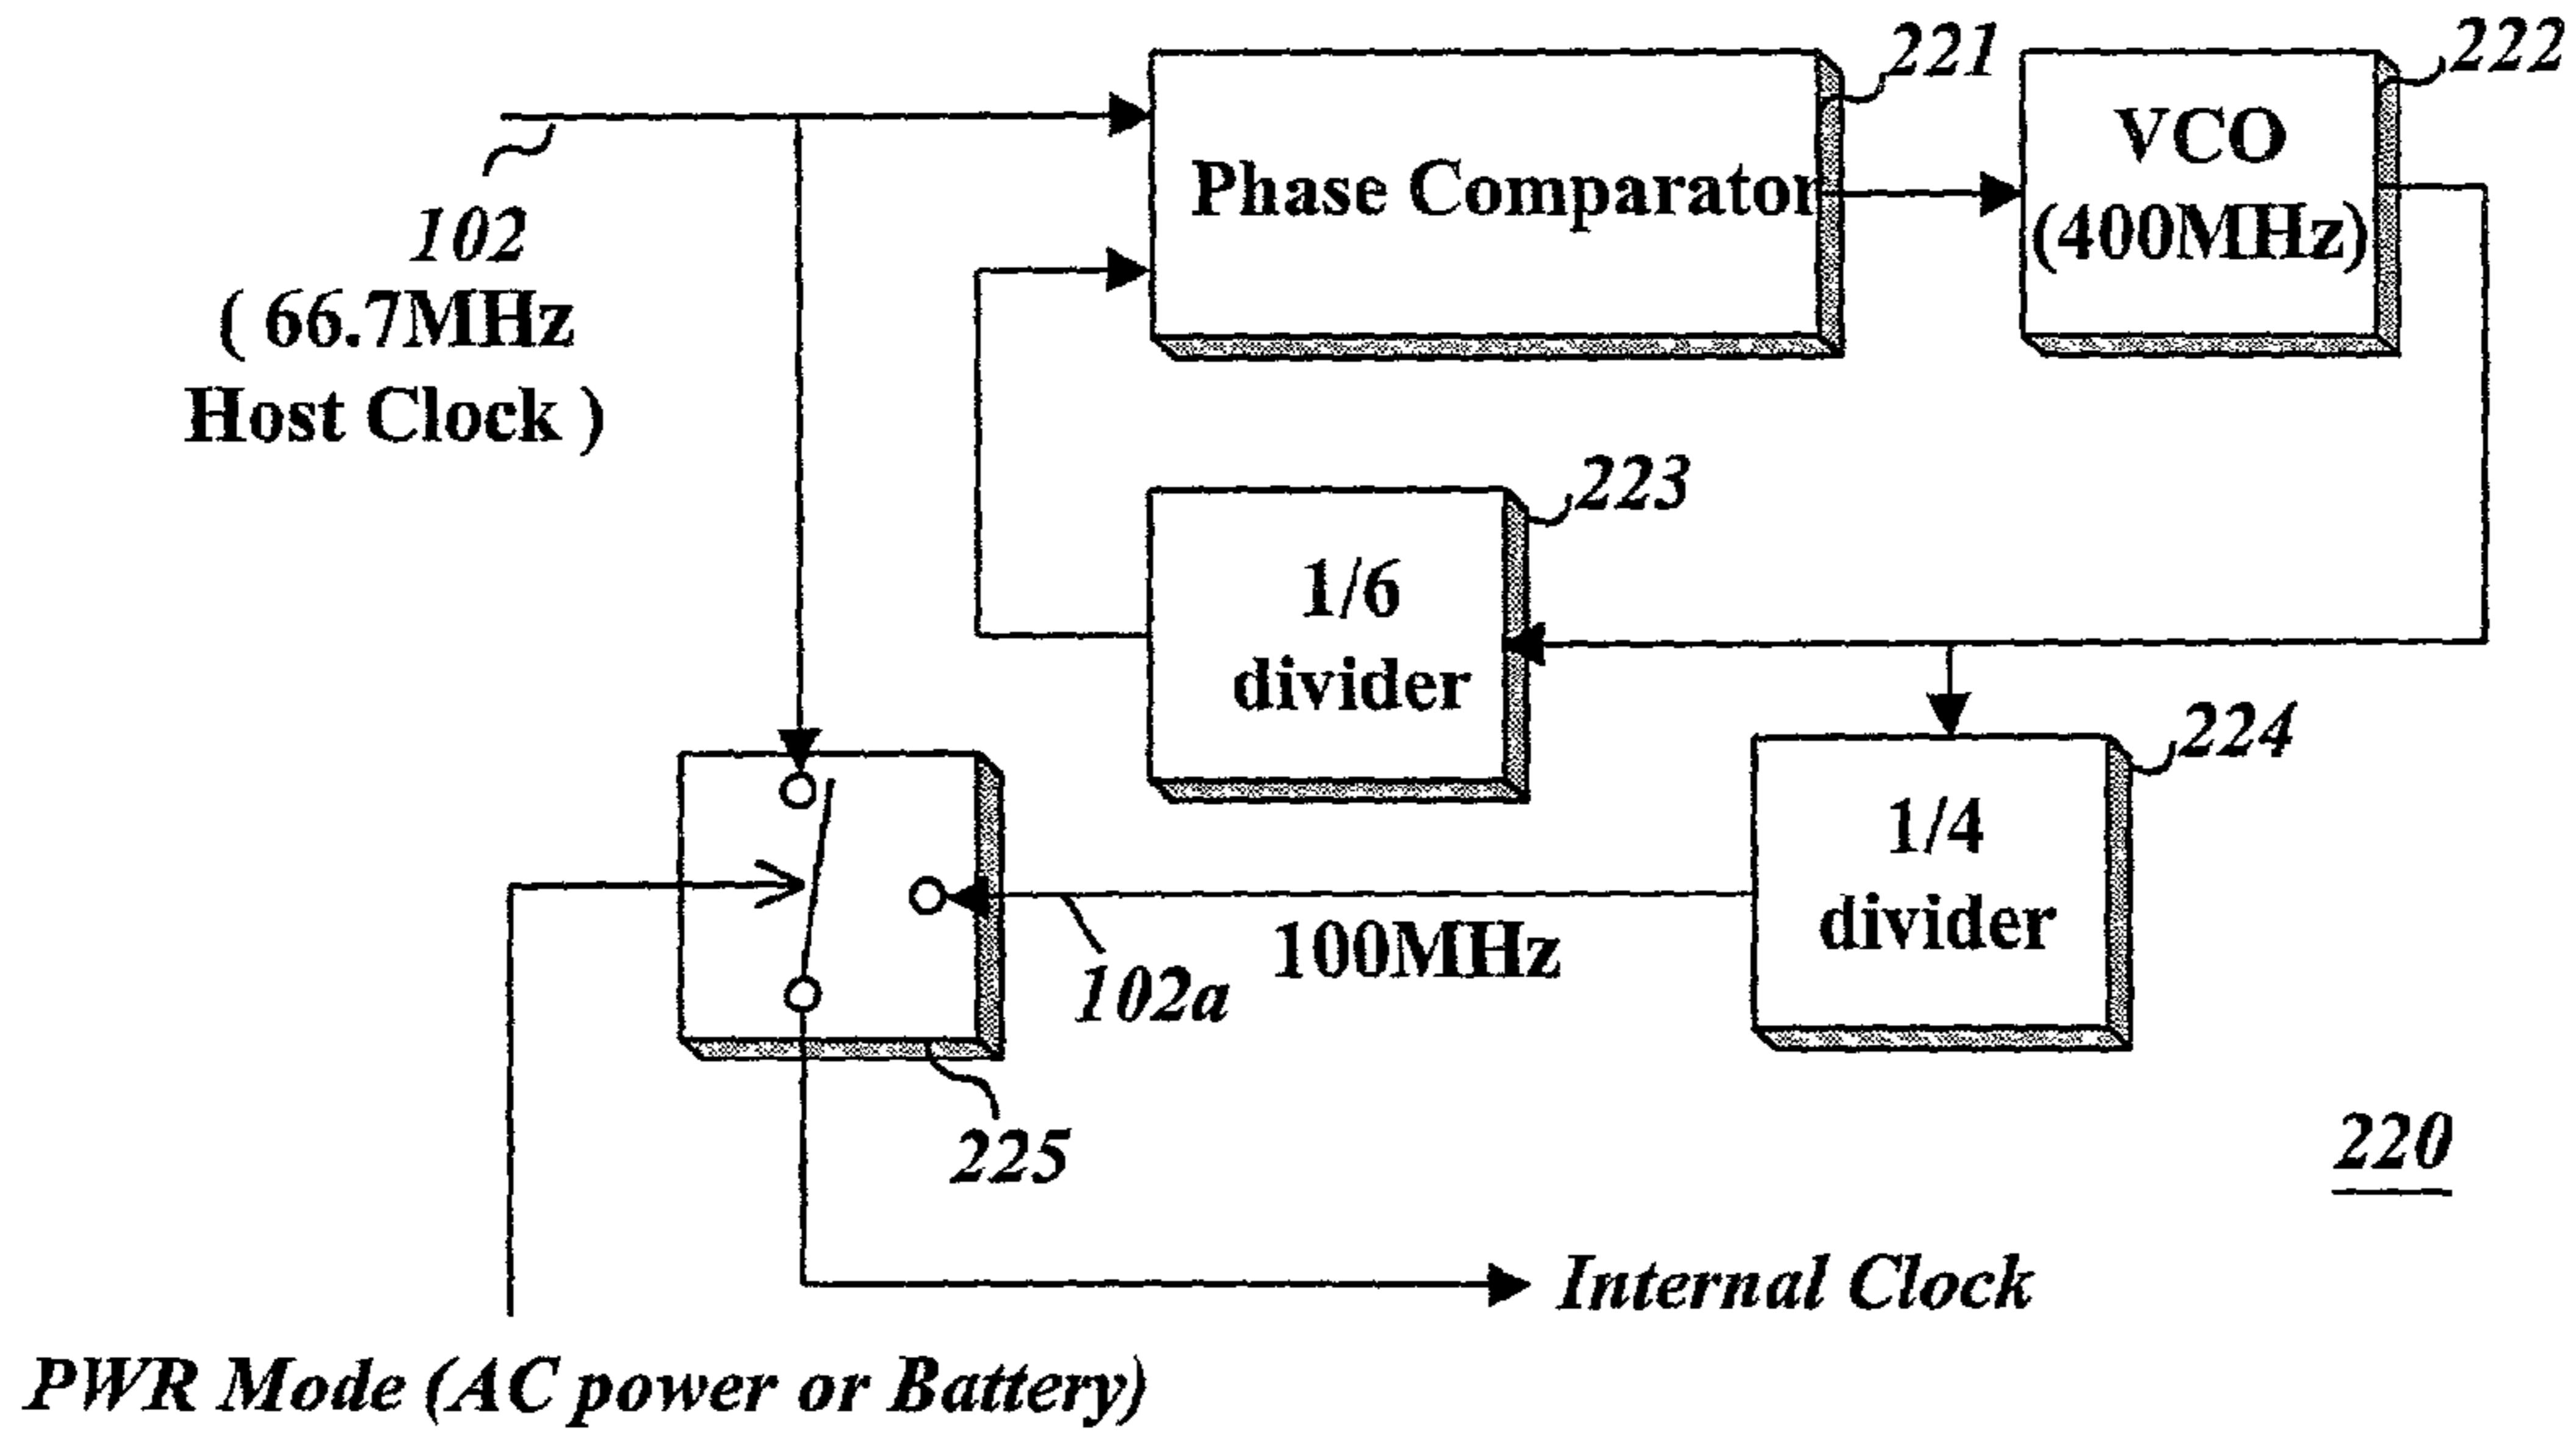 221
222
VCO
(400MHz)
Phase Comparator
102
( 66.7MHz
Host Clock )
223
1/6
divider
224
1/4
divider
100MHz
102a
225
220
Internal Clock
PWR Mode (AC power or Battery)